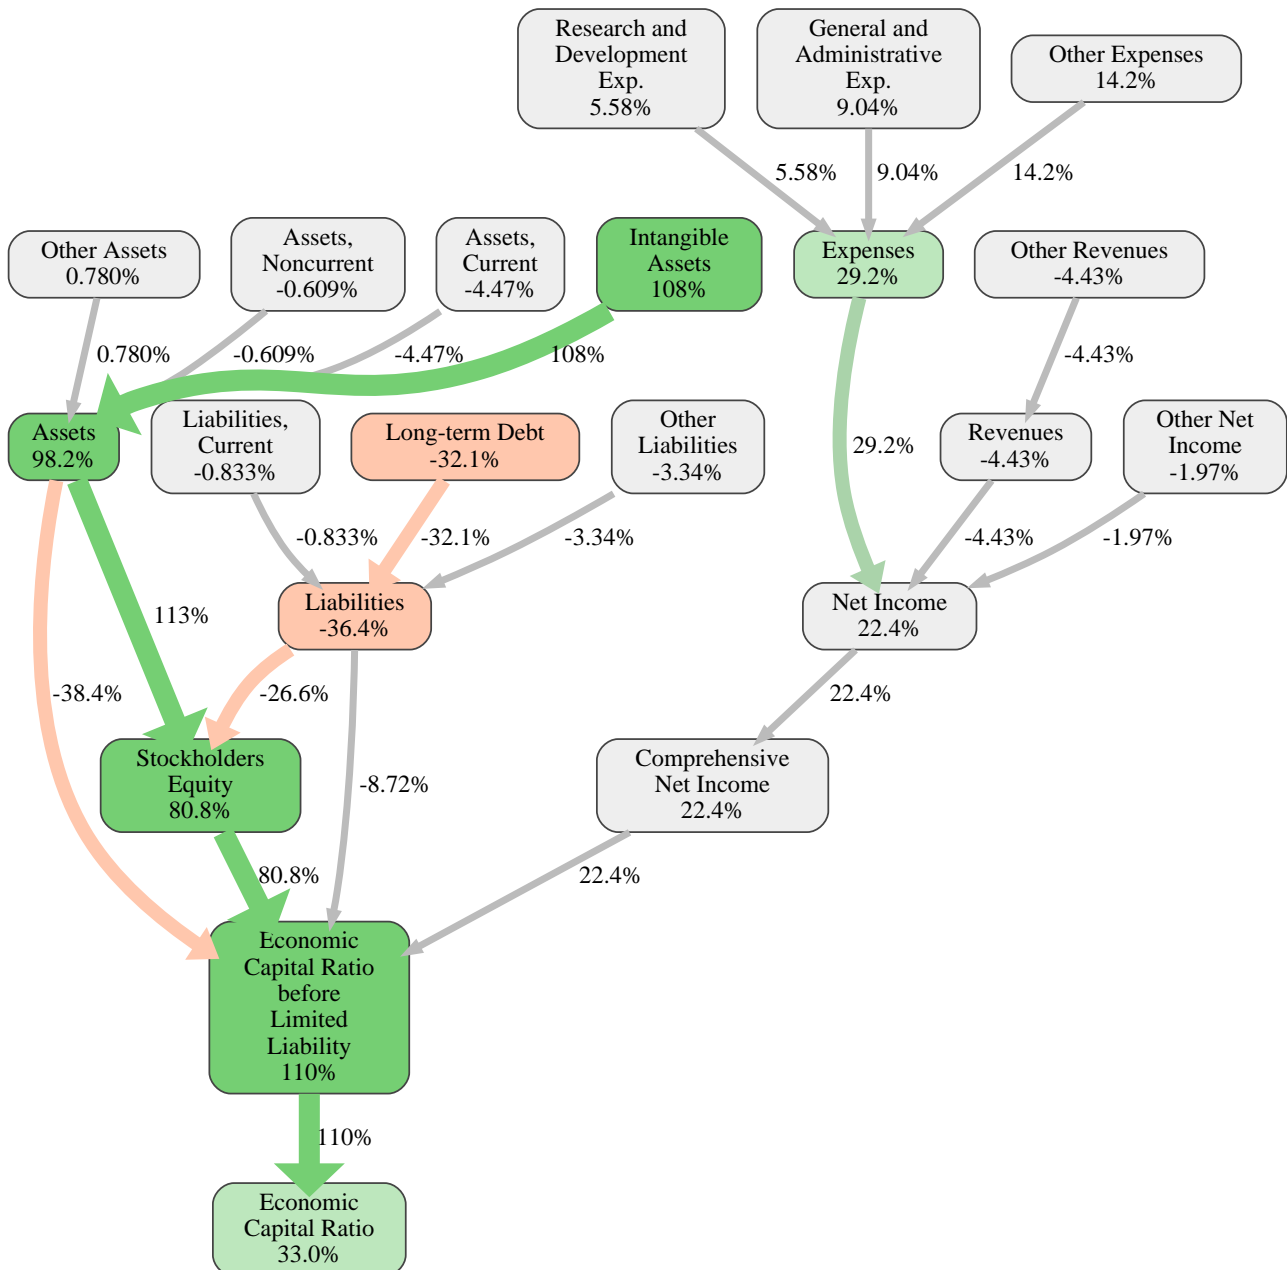 Research and
Development
Exp.
5.58%
General and
Administrative
Exp.
9.04%
Other Expenses
14.2%
5.58%
9.04%
14.2%
Other Assets
0.780%
Assets,
Noncurrent
-0.609%
Assets,
Current
-4.47%
Intangible
Assets
108%
Expenses
29.2%
Other Revenues
-4.43%
0.780%
-0.609%
-4.47%
108%
-4.43%
Assets
98.2%
Liabilities,
Current
-0.833%
Long-term Debt
-32.1%
Other
Liabilities
-3.34%
29.2%
Revenues
-4.43%
Other Net
Income
-1.97%
-0.833%
-32.1%
-3.34%
-4.43%
-1.97%
113%
Liabilities
-36.4%
Net Income
22.4%
-38.4%
-26.6%
22.4%
Stockholders
Equity
80.8%
-8.72%
Comprehensive
Net Income
22.4%
80.8%
22.4%
Economic
Capital Ratio
before
Limited
Liability
110%
110%
Economic
Capital Ratio
33.0%